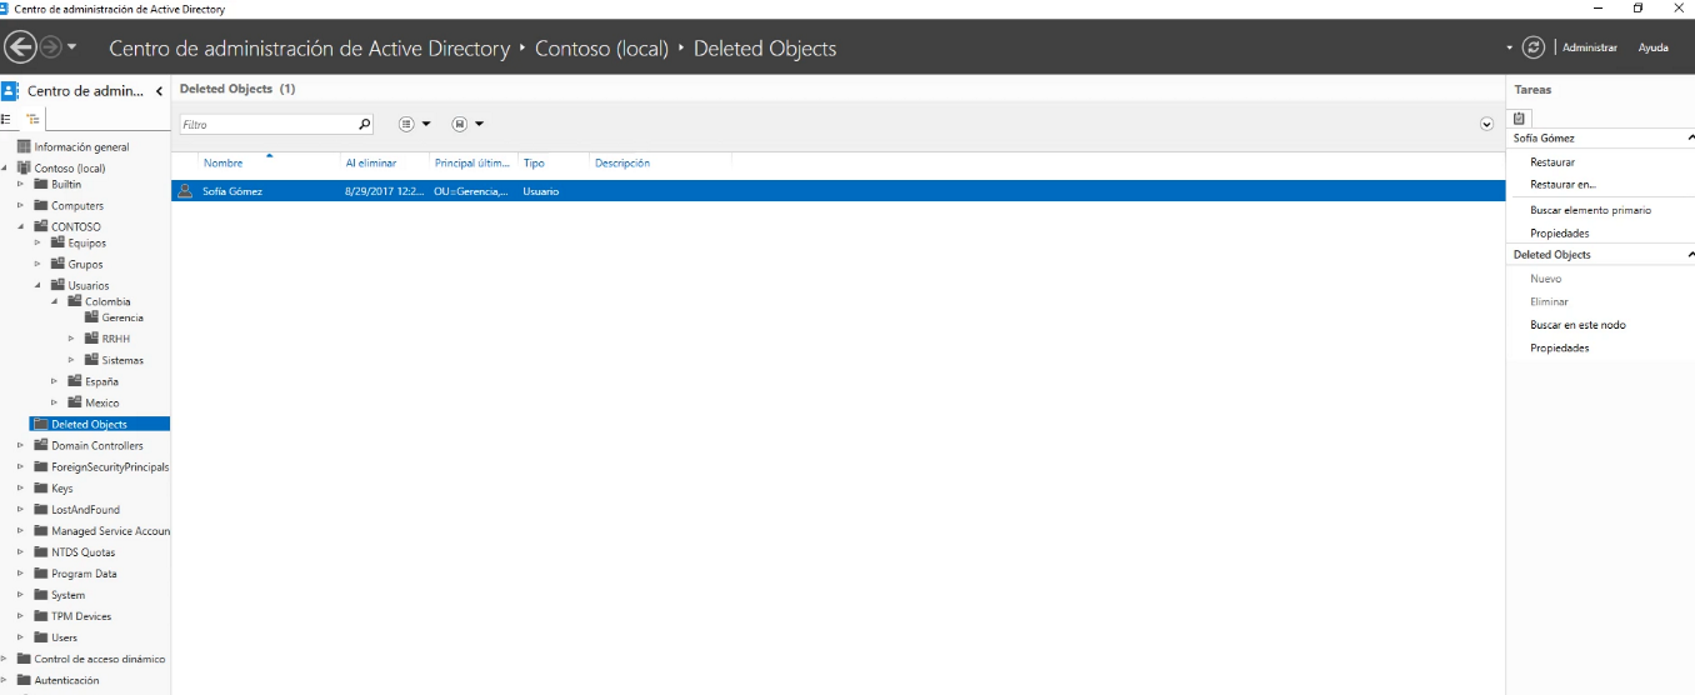 Centro de administración de Active Directory
Centro de administración de Active Directory • Contoso (local) • Deleted Objects
Administrar
Ayuda
Centro de admin...
Información general
Contoso (local)
Builtin
Computers
CONTOSO
Equipos
Grupos
Usuarios
Colombia
Gerencia
RRHH
Sistemas
España
Mexico
Deleted Objects
Domain Controllers
ForeignSecurityPrincipals
Keys
LostAndFound
Managed Service Accoun
NTDS Quotas
Program Data
System
TPM Devices
Users
Control de acceso dinámico
Autenticación
Deleted Objects (1)
Filtro
Nombre Al eliminar Principal últim... Tipo Descripción
Sofía Gómez 8/29/2017 12:2... OU=Gerencia,... Usuario
Tareas
Sofía Gómez
Restaurar
Restaurar en...
Buscar elemento primario
Propiedades
Deleted Objects
Nuevo
Eliminar
Buscar en este nodo
Propiedades